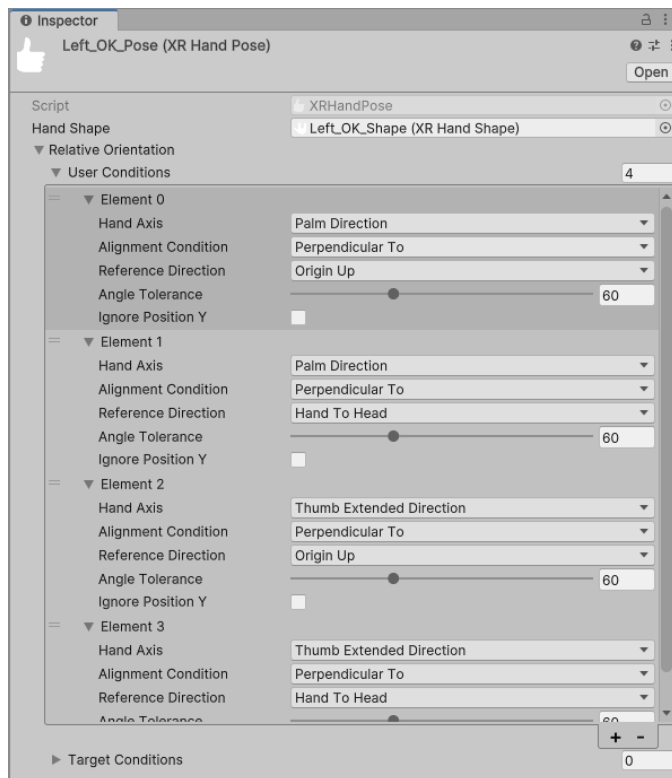 Inspector
Left_OK_Pose (XR Hand Pose)
Open
Script XRHandPose
Hand Shape Left_OK_Shape (XR Hand Shape)
Relative Orientation
User Conditions 4
Element 0
Hand Axis Palm Direction
Alignment Condition Perpendicular To
Reference Direction Origin Up
Angle Tolerance 60
Ignore Position Y
Element 1
Hand Axis Palm Direction
Alignment Condition Perpendicular To
Reference Direction Hand To Head
Angle Tolerance 60
Ignore Position Y
Element 2
Hand Axis Thumb Extended Direction
Alignment Condition Perpendicular To
Reference Direction Origin Up
Angle Tolerance 60
Ignore Position Y
Element 3
Hand Axis Thumb Extended Direction
Alignment Condition Perpendicular To
Reference Direction Hand To Head
Angle Tolerance 60
+ -
Target Conditions 0